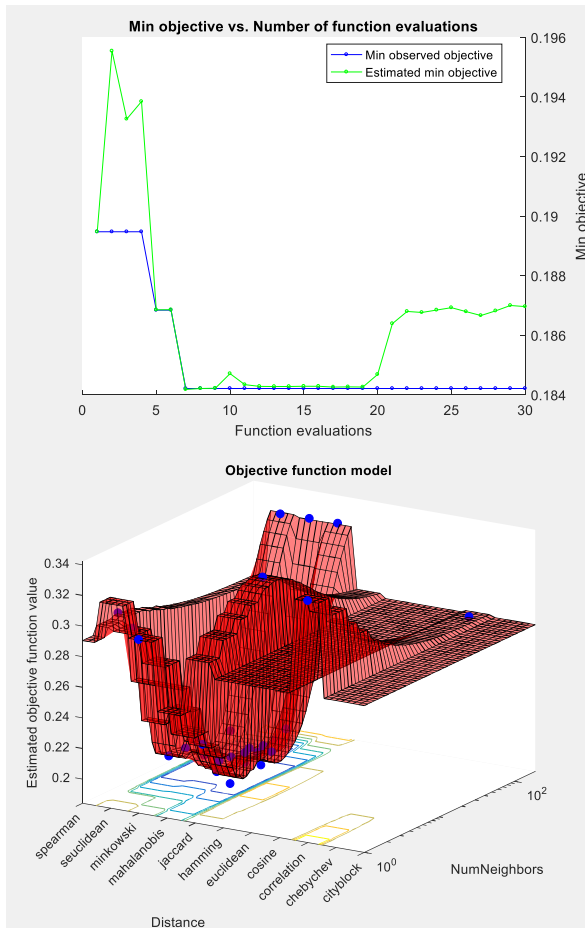 Min objective vs. Number of function evaluations
Min observed objective
Estimated min objective
0.196
0.194
0.192
0.19
0.188
0.186
0.184
Min objective
0
5
10
15
20
25
30
Function evaluations
Objective function model
0.34
0.32
0.3
0.28
0.26
0.24
0.22
0.2
Estimated objective function value
spearman
seuclidean
minkowski
mahalanobis
jaccard
hamming
euclidean
cosine
correlation
chebychev
cityblock
Distance
10^0
10^2
NumNeighbors